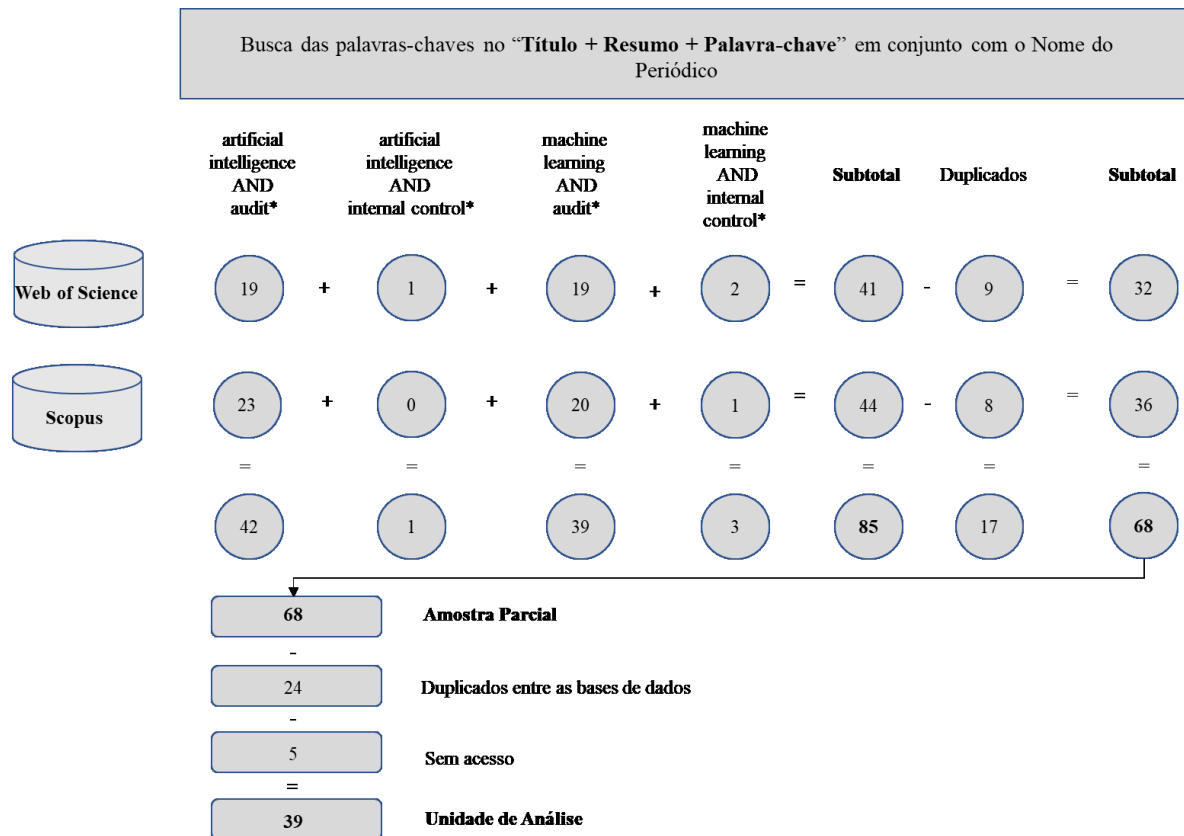 Busca das palavras-chaves no “Título + Resumo + Palavra-chave” em conjunto com o Nome do
Periódico
artificial
intelligence
AND
audit*
artificial
intelligence
AND
internal control*
machine
learning
AND
audit*
machine
learning
AND
internal
control*
Subtotal
Duplicados
Subtotal
Web of Science
19 + 1 + 19 + 2 = 41 - 9 = 32
Scopus
23 + 0 + 20 + 1 = 44 - 8 = 36
= = = = = = =
42 1 39 3 85 17 68
68 Amostra Parcial
-
24 Duplicados entre as bases de dados
-
5 Sem acesso
=
39 Unidade de Análise